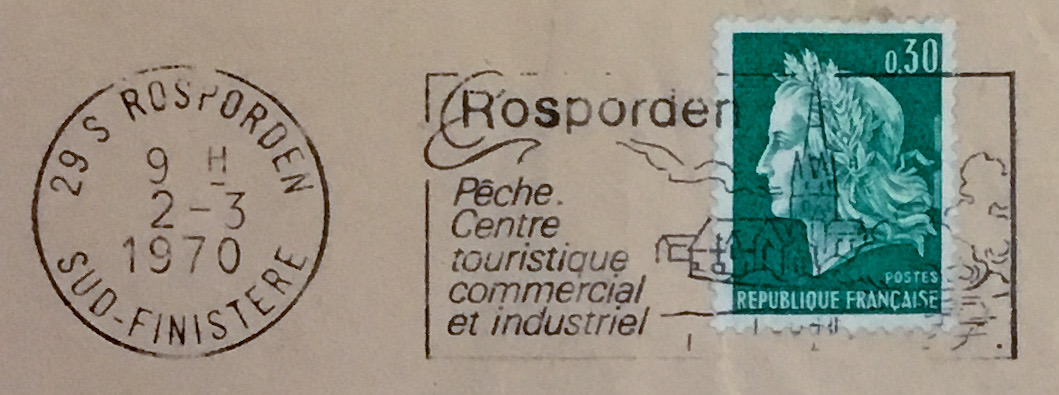 29 S ROSPORDEN
9 H
2-3
1970
SUD-FINISTERE
Rosporden
Pêche.
Centre
touristique
commercial
et industriel
0.30
POSTES
REPUBLIQUE FRANÇAISE